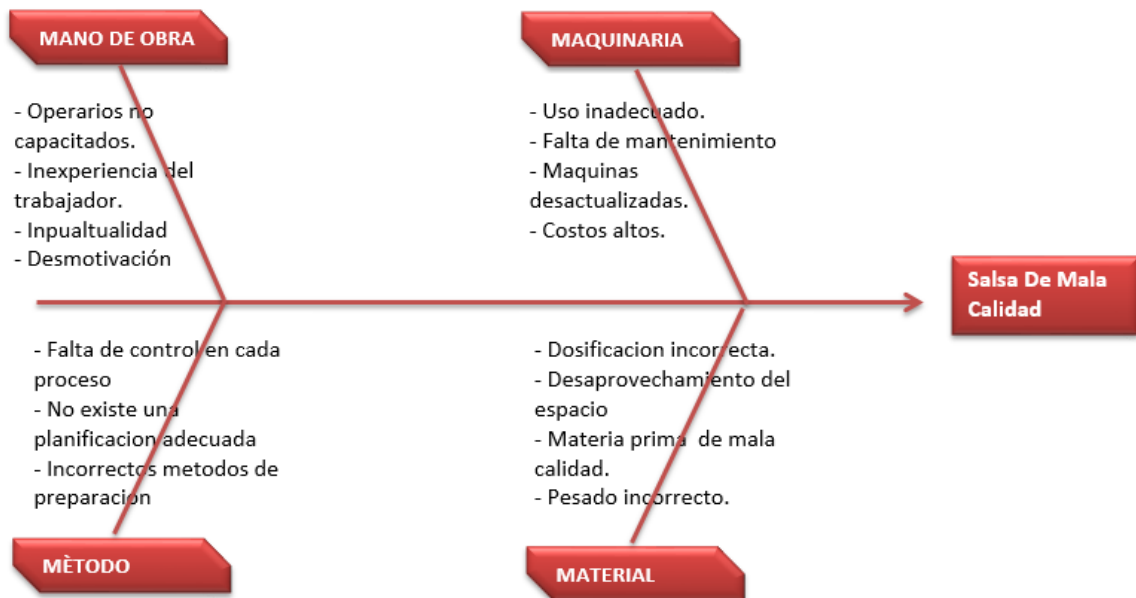 MANO DE OBRA
- Operarios no
capacitados.
- Inexperiencia del
trabajador.
- Inpualtualidad
- Desmotivación
MAQUINARIA
- Uso inadecuado.
- Falta de mantenimiento
- Maquinas
desactualizadas.
- Costos altos.
Salsa De Mala
Calidad
- Falta de control en cada
proceso
- No existe una
planificacion adecuada
- Incorrectos metodos de
preparación
MÈTODO
- Dosificacion incorrecta.
- Desaprovechamiento del
espacio
- Materia prima  de mala
calidad.
- Pesado incorrecto.
MATERIAL